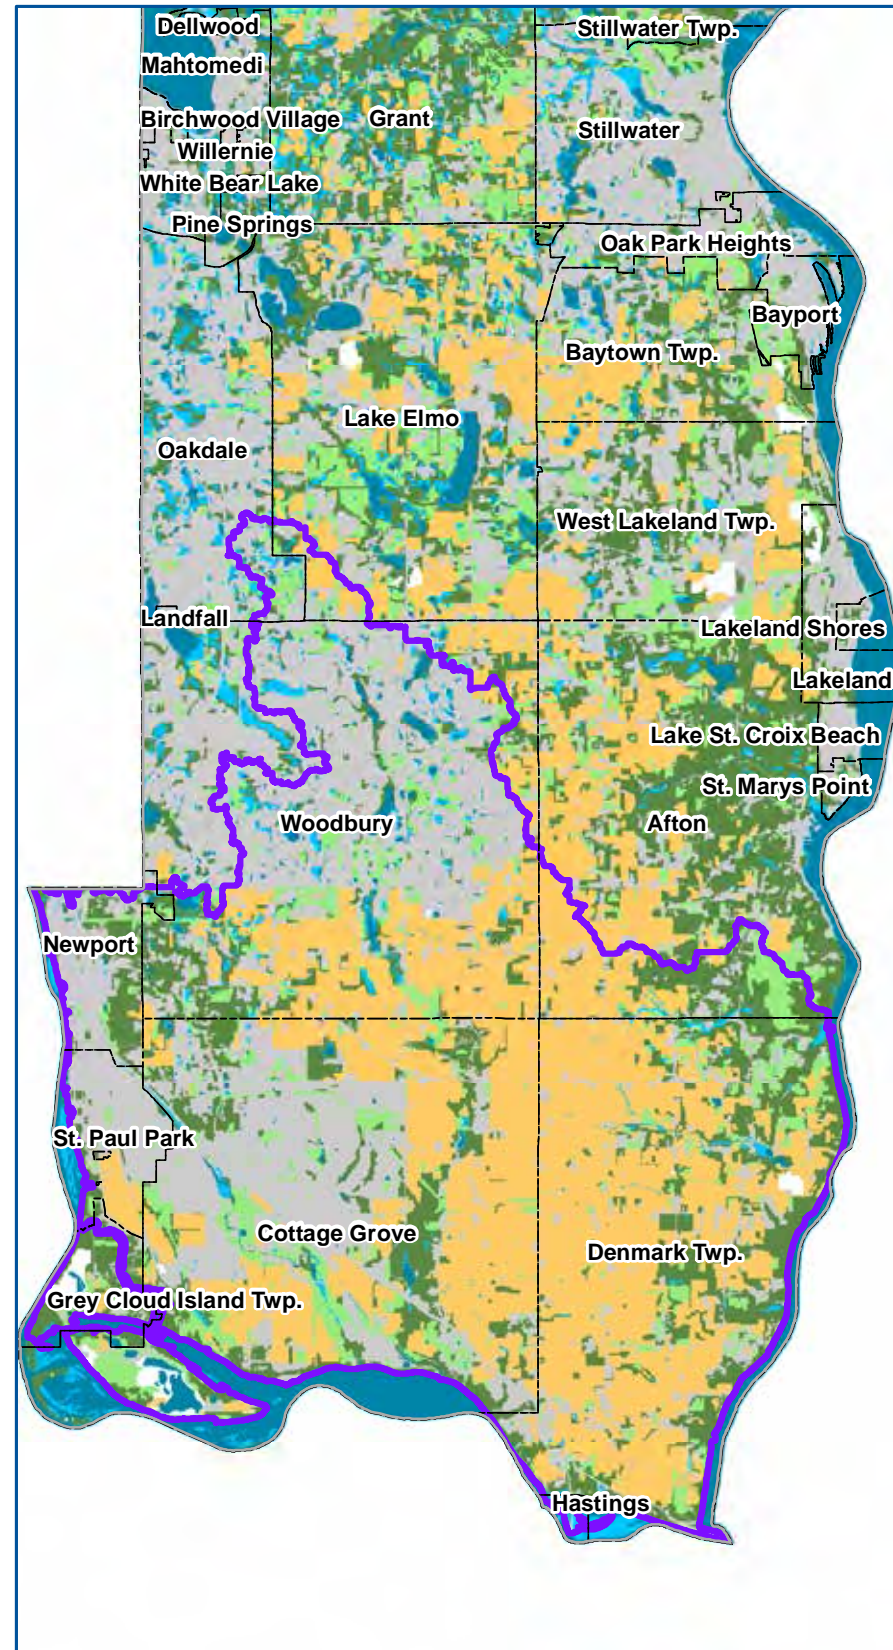 Dellwood
Stillwater Twp.
Mahtomedi
Birchwood Village
Grant
Stillwater
Willernie
White Bear Lake
Pine Springs
Oak Park Heights
Bayport
Baytown Twp.
Lake Elmo
Oakdale
West Lakeland Twp.
Landfall
Lakeland Shores
Lakeland
Lake St. Croix Beach
St. Marys Point
Woodbury
Afton
Newport
St. Paul Park
Cottage Grove
Denmark Twp.
Grey Cloud Island Twp.
Hastings